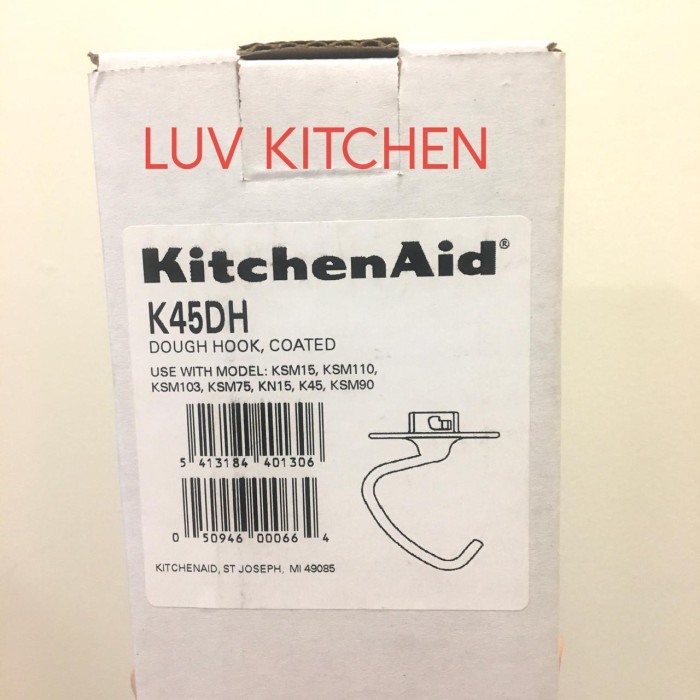 LUV KITCHEN
KitchenAid®
K45DH
DOUGH HOOK, COATED
USE WITH MODEL: KSM15, KSM110,
KSM103, KSM75, KN15, K45, KSM90
5 413184 401306
0 50946 00066 4
KITCHENAID, ST JOSEPH, MI 49085